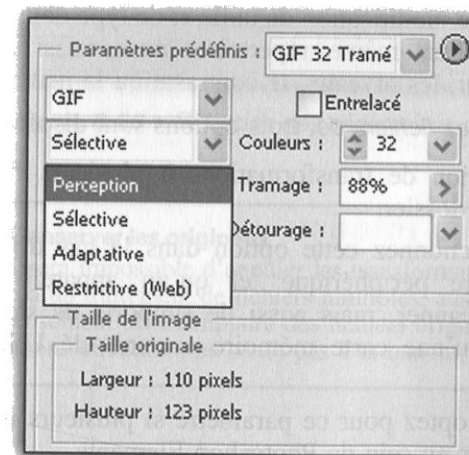 Paramètres prédéfinis : GIF 32 Tramé
GIF
Entrelacé
Sélective
Couleurs : 32
Perception
Tramage : 88%
Sélective
Détourage :
Adaptative
Restrictive (Web)
Taille de l'image
Taille originale
Largeur : 110 pixels
Hauteur : 123 pixels